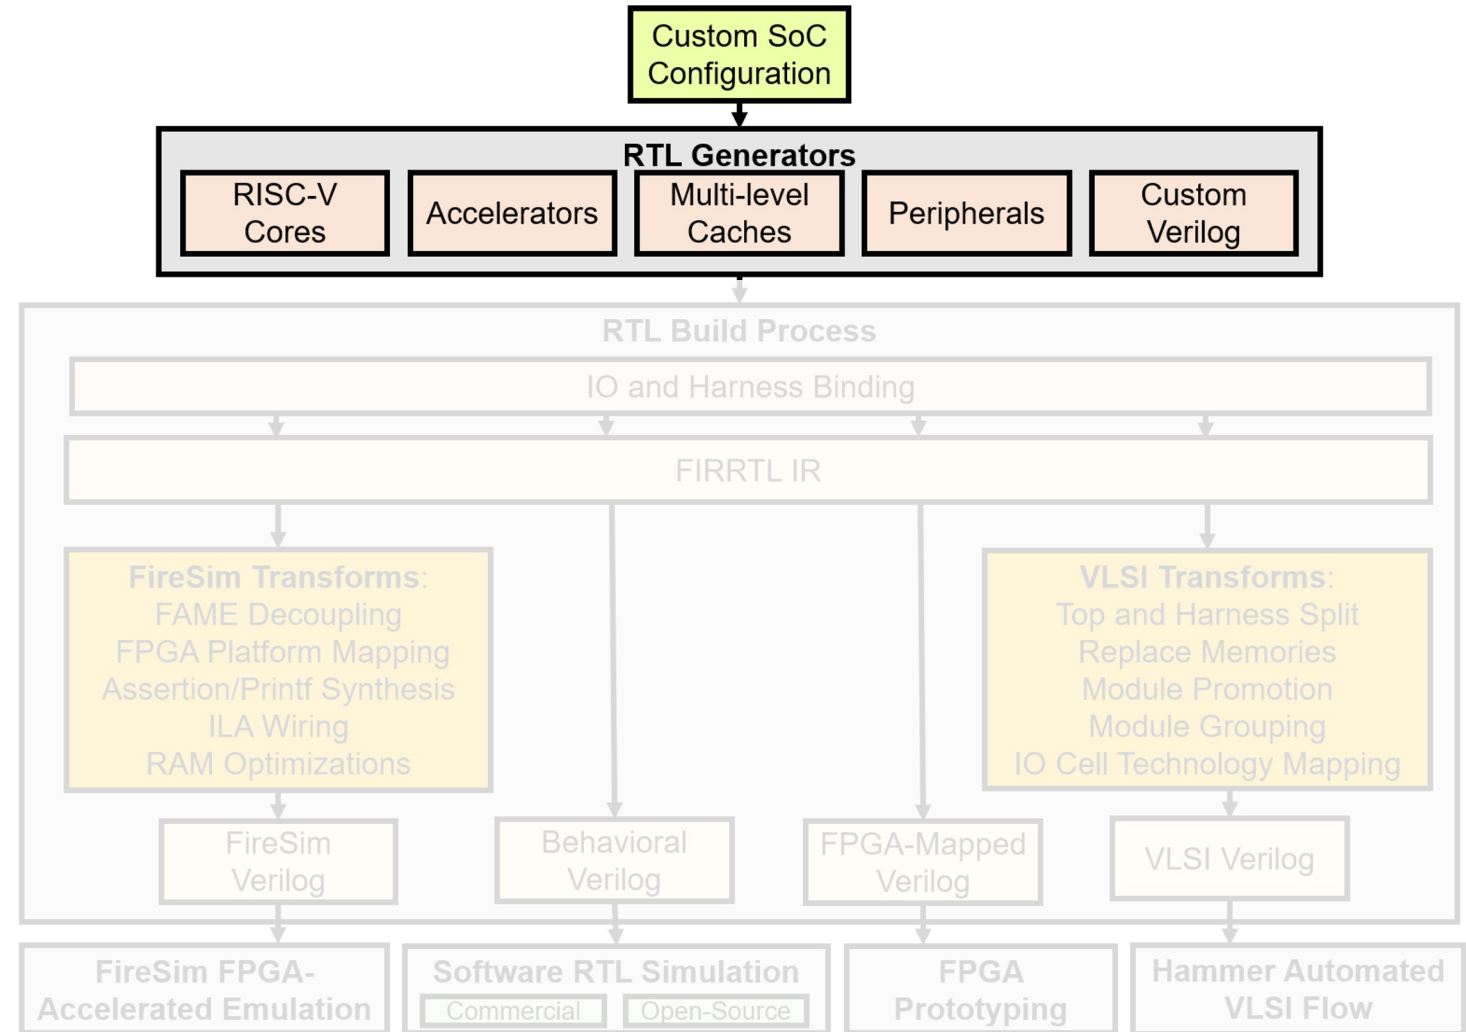 Custom SoC
Configuration
RTL Generators
RISC-V
Cores
Accelerators
Multi-level
Caches
Peripherals
Custom
Verilog
RTL Build Process
IO and Harness Binding
FIRRTL IR
FireSim Transforms:
FAME Decoupling
FPGA Platform Mapping
Assertion/Printf Synthesis
ILA Wiring
RAM Optimizations
VLSI Transforms:
Top and Harness Split
Replace Memories
Module Promotion
Module Grouping
IO Cell Technology Mapping
FireSim
Verilog
Behavioral
Verilog
FPGA-Mapped
Verilog
VLSI Verilog
FireSim FPGA-
Accelerated Emulation
Software RTL Simulation
Commercial
Open-Source
FPGA
Prototyping
Hammer Automated
VLSI Flow